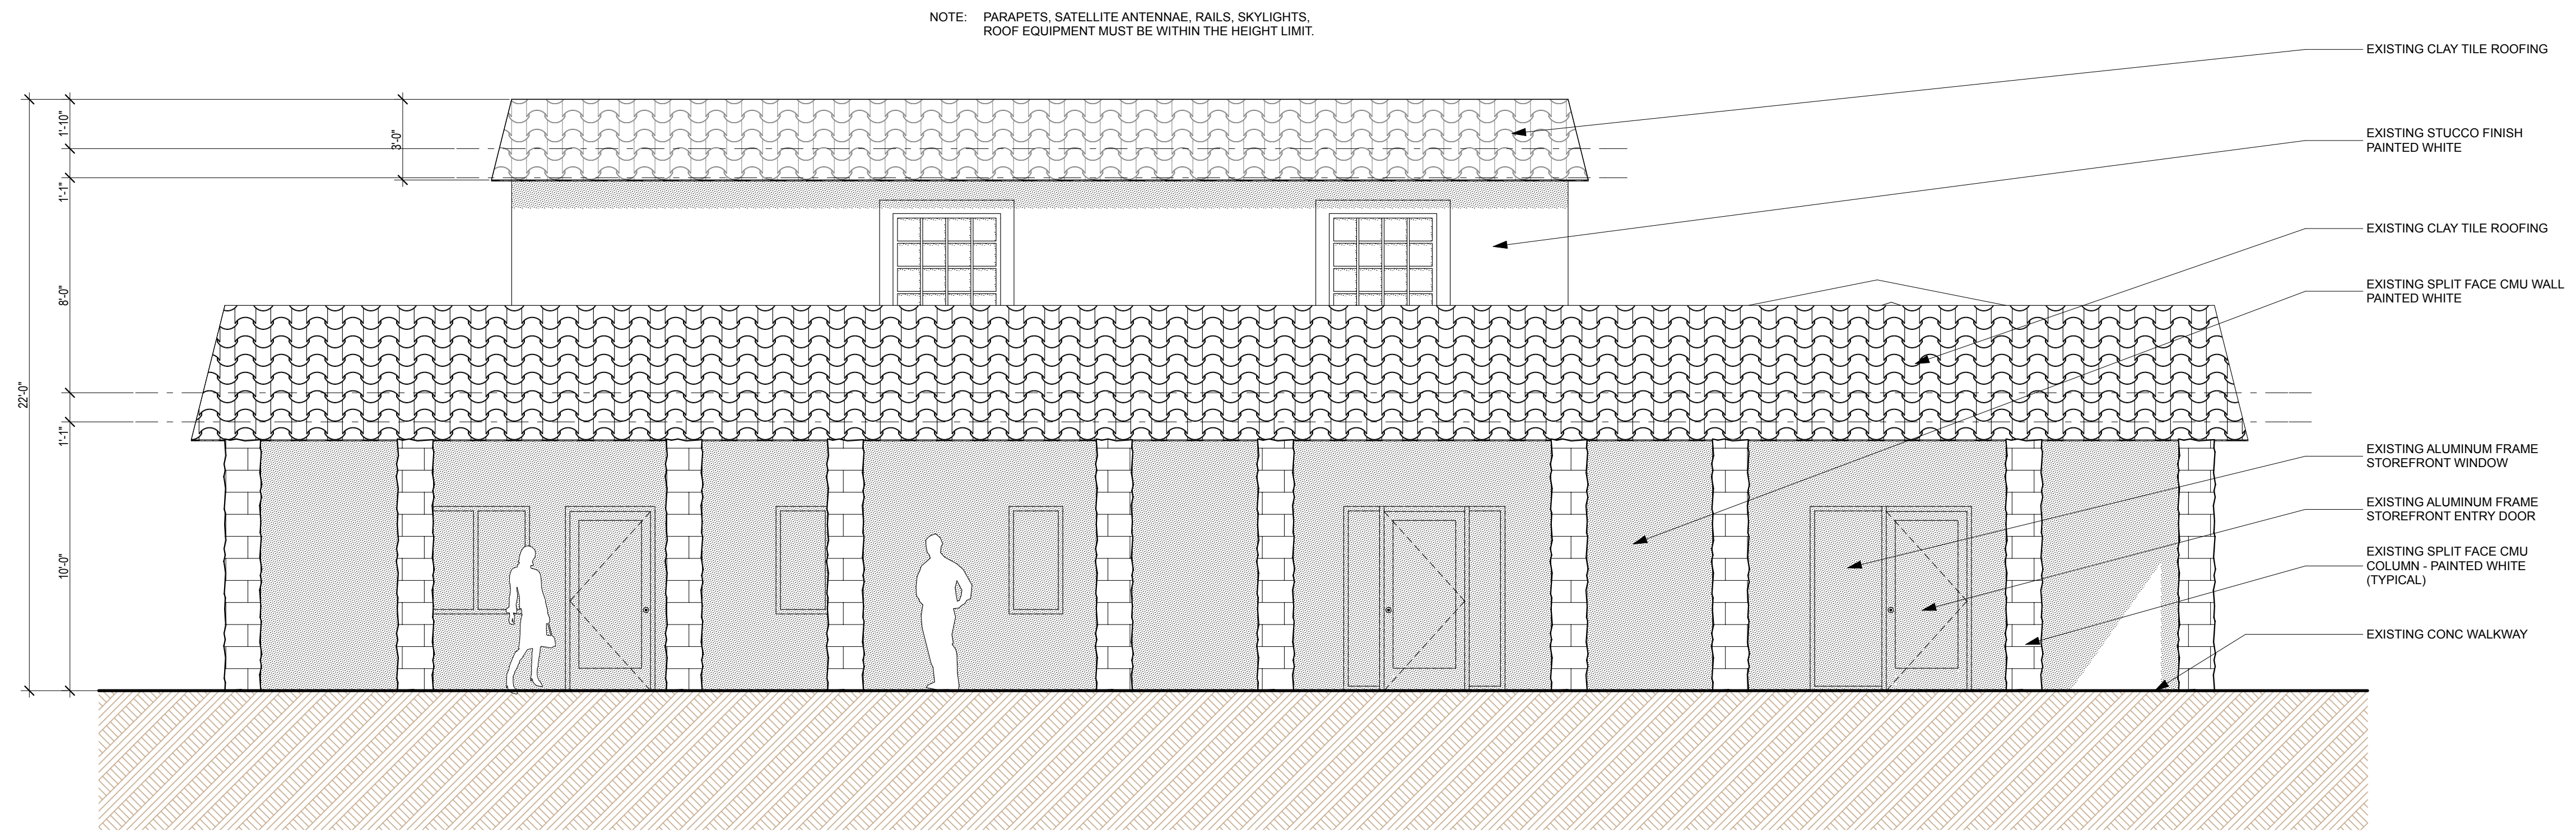 NOTE: PARAPETS, SATELLITE ANTENNAE, RAILS, SKYLIGHTS,
ROOF EQUIPMENT MUST BE WITHIN THE HEIGHT LIMIT.
EXISTING CLAY TILE ROOFING
EXISTING STUCCO FINISH
PAINTED WHITE
EXISTING CLAY TILE ROOFING
EXISTING SPLIT FACE CMU WALL
PAINTED WHITE
EXISTING ALUMINUM FRAME
STOREFRONT WINDOW
EXISTING ALUMINUM FRAME
STOREFRONT ENTRY DOOR
EXISTING SPLIT FACE CMU
COLUMN - PAINTED WHITE
(TYPICAL)
EXISTING CONC WALKWAY
22'-0"
1'-10"
1'-1"
8'-0"
1'-1"
10'-0"
3'-0"